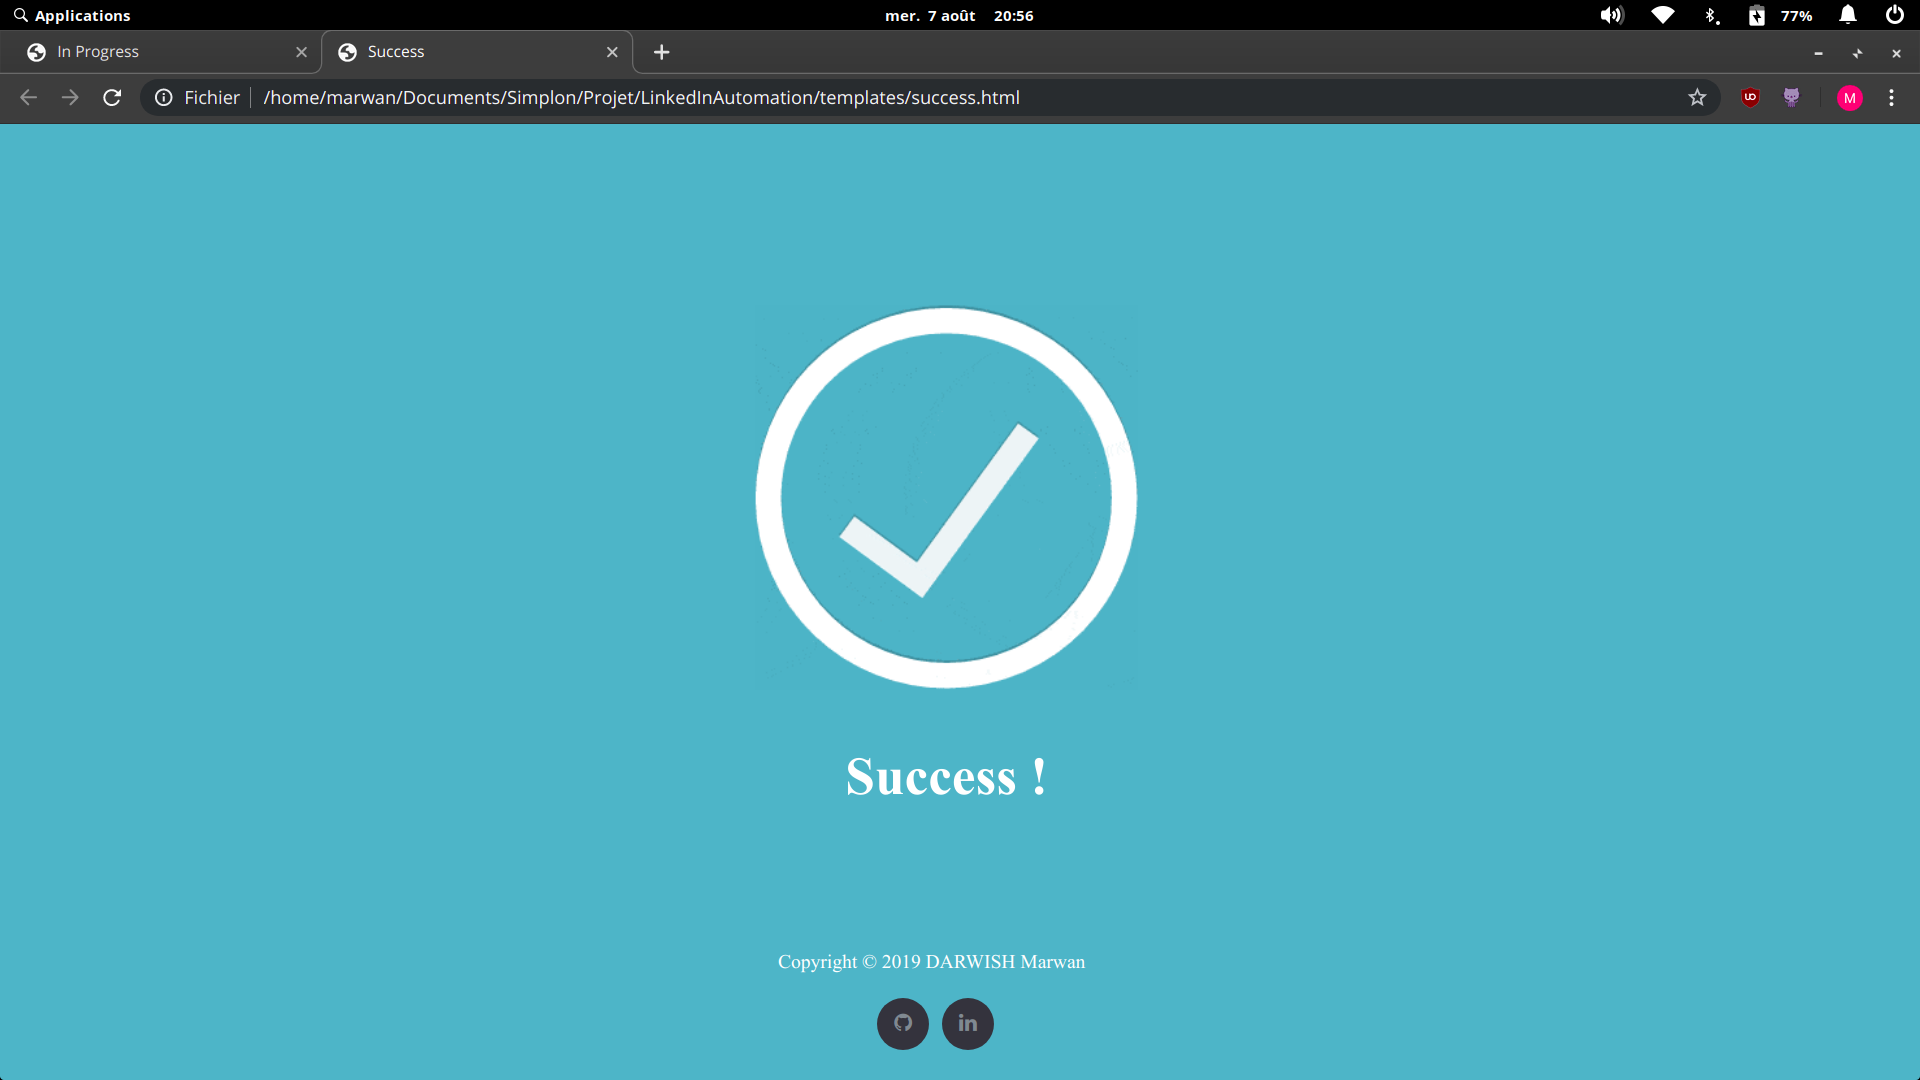 Applications
mer. 7 août 20:56
77%
In Progress
Success
Fichier
/home/marwan/Documents/Simplon/Projet/LinkedInAutomation/templates/success.html
M
Success !
Copyright © 2019 DARWISH Marwan
in